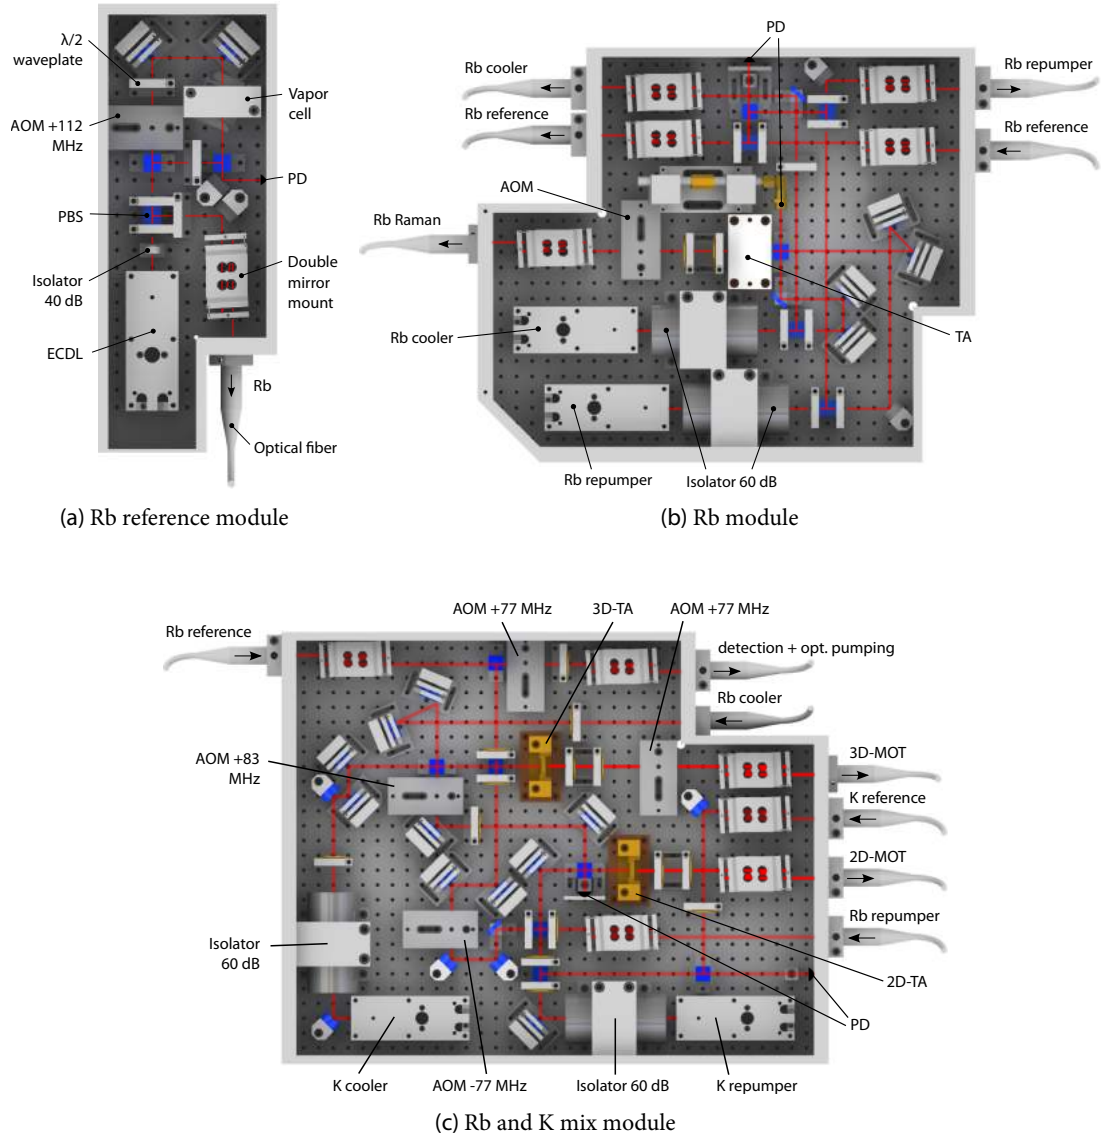 λ/2
waveplate
AOM +112
MHz
PBS
Isolator
40 dB
ECDL
Vapor
cell
PD
Double
mirror
mount
Rb
Optical fiber
(a) Rb reference module
PD
Rb cooler
Rb reference
AOM
Rb Raman
Rb cooler
Rb repumper
Isolator 60 dB
Rb repumper
Rb reference
TA
(b) Rb module
AOM +77 MHz
3D-TA
AOM +77 MHz
Rb reference
detection + opt. pumping
Rb cooler
AOM +83
MHz
3D-MOT
K reference
2D-MOT
Rb repumper
Isolator
60 dB
2D-TA
PD
K cooler
AOM -77 MHz
Isolator 60 dB
K repumper
(c) Rb and K mix module